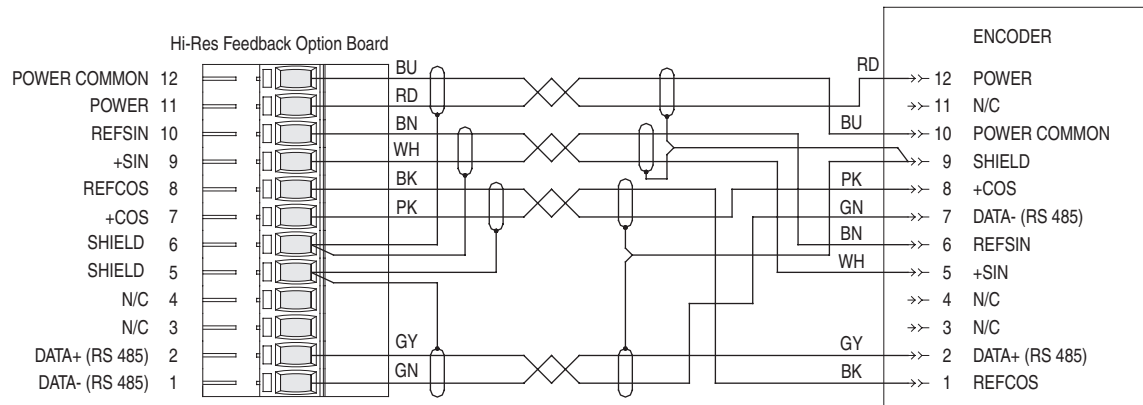 Hi-Res Feedback Option Board
POWER COMMON 12
POWER 11
REFSIN 10
+SIN 9
REFCOS 8
+COS 7
SHIELD 6
SHIELD 5
N/C 4
N/C 3
DATA+ (RS 485) 2
DATA- (RS 485) 1
BU
RD
BN
WH
BK
PK
GY
GN
RD
BU
PK
GN
BN
WH
GY
BK
ENCODER
12 POWER
11 N/C
10 POWER COMMON
9 SHIELD
8 +COS
7 DATA- (RS 485)
6 REFSIN
5 +SIN
4 N/C
3 N/C
2 DATA+ (RS 485)
1 REFCOS